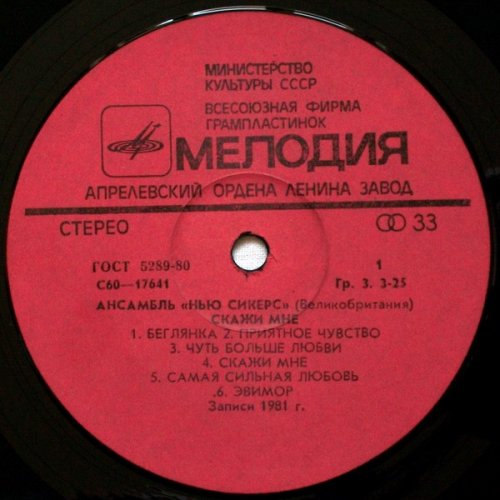 МИНИСТЕРСТВО
КУЛЬТУРЫ СССР
ВСЕСОЮЗНАЯ ФИРМА
ГРАМПЛАСТИНОК
МЕЛОДИЯ
АПРЕЛЕВСКИЙ ОРДЕНА ЛЕНИНА ЗАВОД
СТЕРЕО 33
ГОСТ 5289-80 1
С60—17641 Гр. 3. 3-25
АНСАМБЛЬ «НЬЮ СИКЕРС» (Великобритания)
СКАЖИ МНЕ
1. БЕГЛЯНКА 2. ПРИЯТНОЕ ЧУВСТВО
3. ЧУТЬ БОЛЬШЕ ЛЮБВИ
4. СКАЖИ МНЕ
5. САМАЯ СИЛЬНАЯ ЛЮБОВЬ
6. ЭВИМОР
Записи 1981 г.